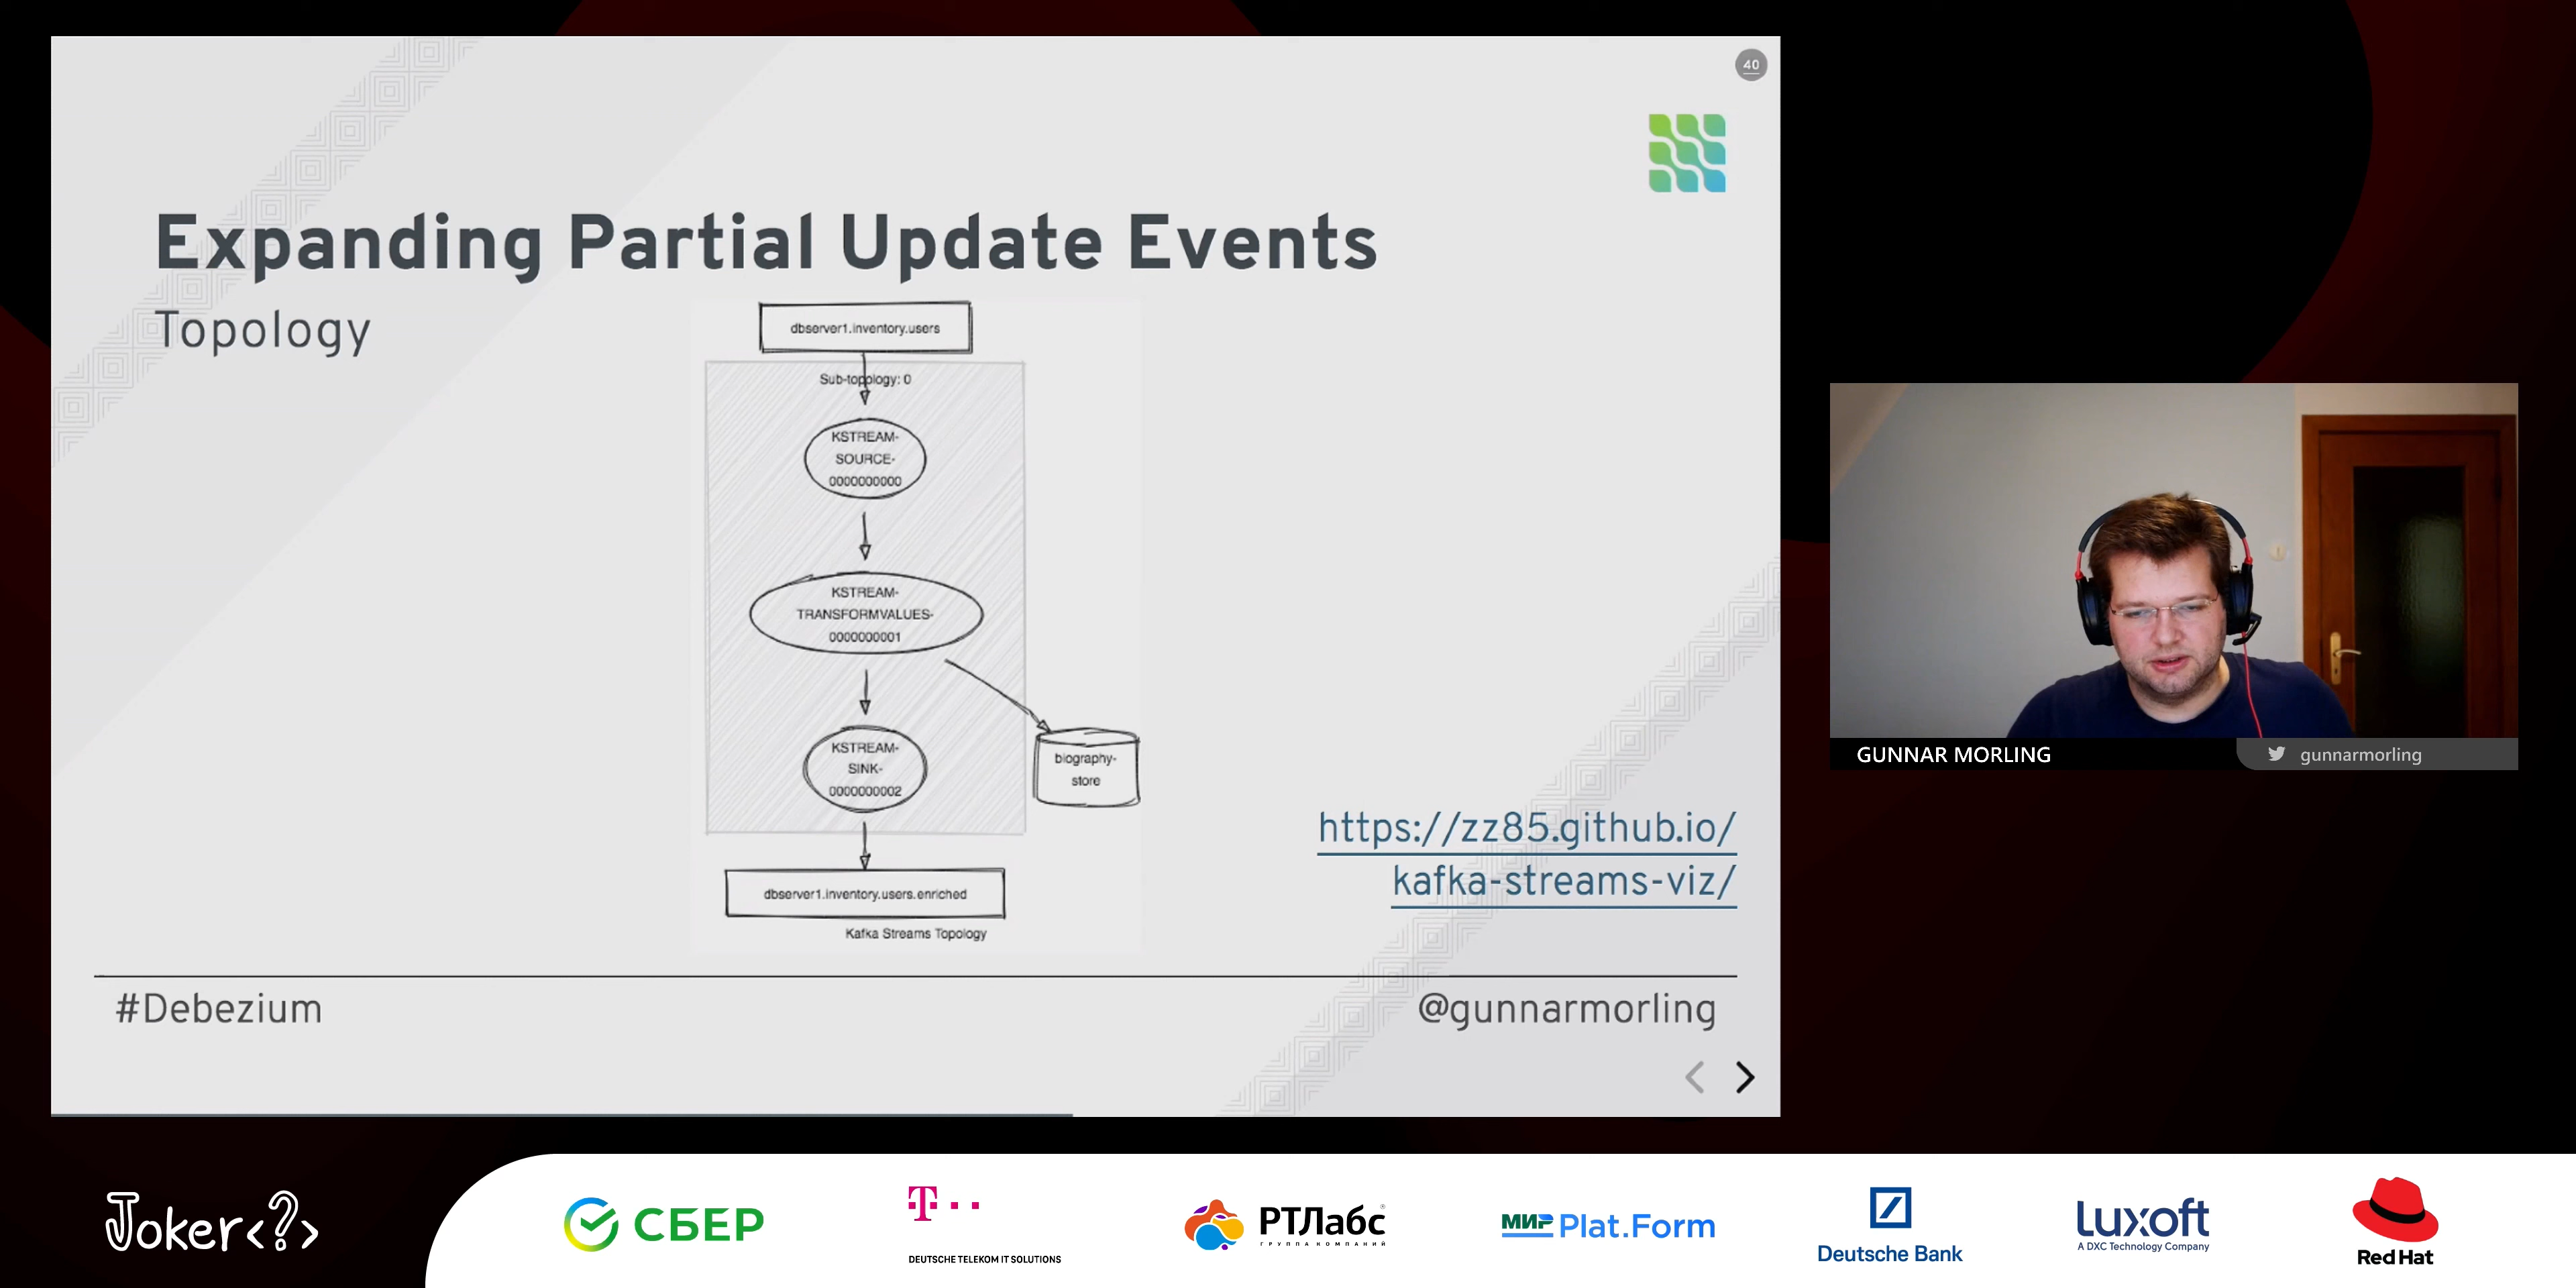 40
Expanding Partial Update Events
Topology
dbserver1.inventory.users
Sub-topology: 0
KSTREAM-
SOURCE-
0000000000
KSTREAM-
TRANSFORMVALUES-
0000000001
KSTREAM-
SINK-
0000000002
biography-
store
dbserver1.inventory.users.enriched
Kafka Streams Topology
https://zz85.github.io/
kafka-streams-viz/
#Debezium
@gunnarmorling
GUNNAR MORLING
gunnarmorling
Joker<?>
СБЕР
T
DEUTSCHE TELEKOM IT SOLUTIONS
РТЛабс
ГРУППА КОМПАНИЙ
МИР Plat.Form
Deutsche Bank
Luxoft
A DXC Technology Company
Red Hat